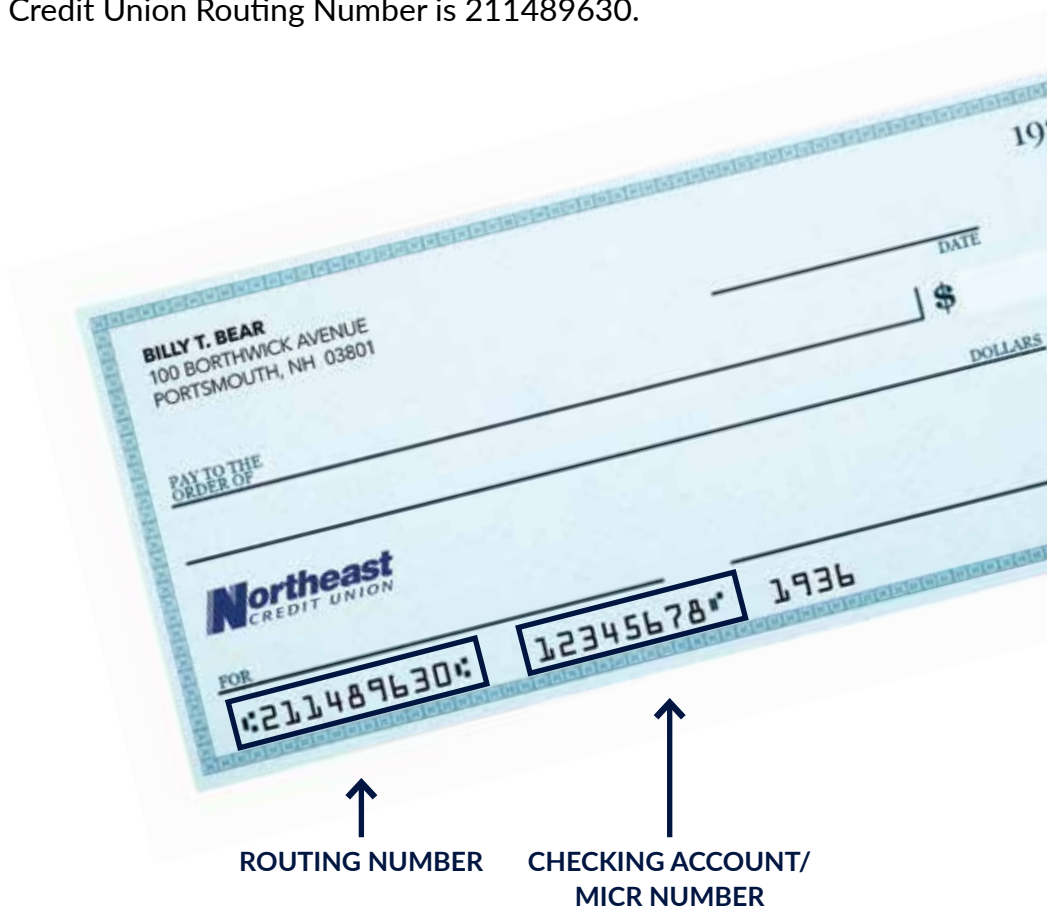 Credit Union Routing Number is 211489630.
DATE
$
BILLY T. BEAR
100 BORTHWICK AVENUE
PORTSMOUTH, NH 03801
DOLLARS
PAY TO THE
ORDER OF
Northeast
CREDIT UNION
FOR
⑆211489630⑆ 12345678⑈ 1936
ROUTING NUMBER
CHECKING ACCOUNT/
MICR NUMBER